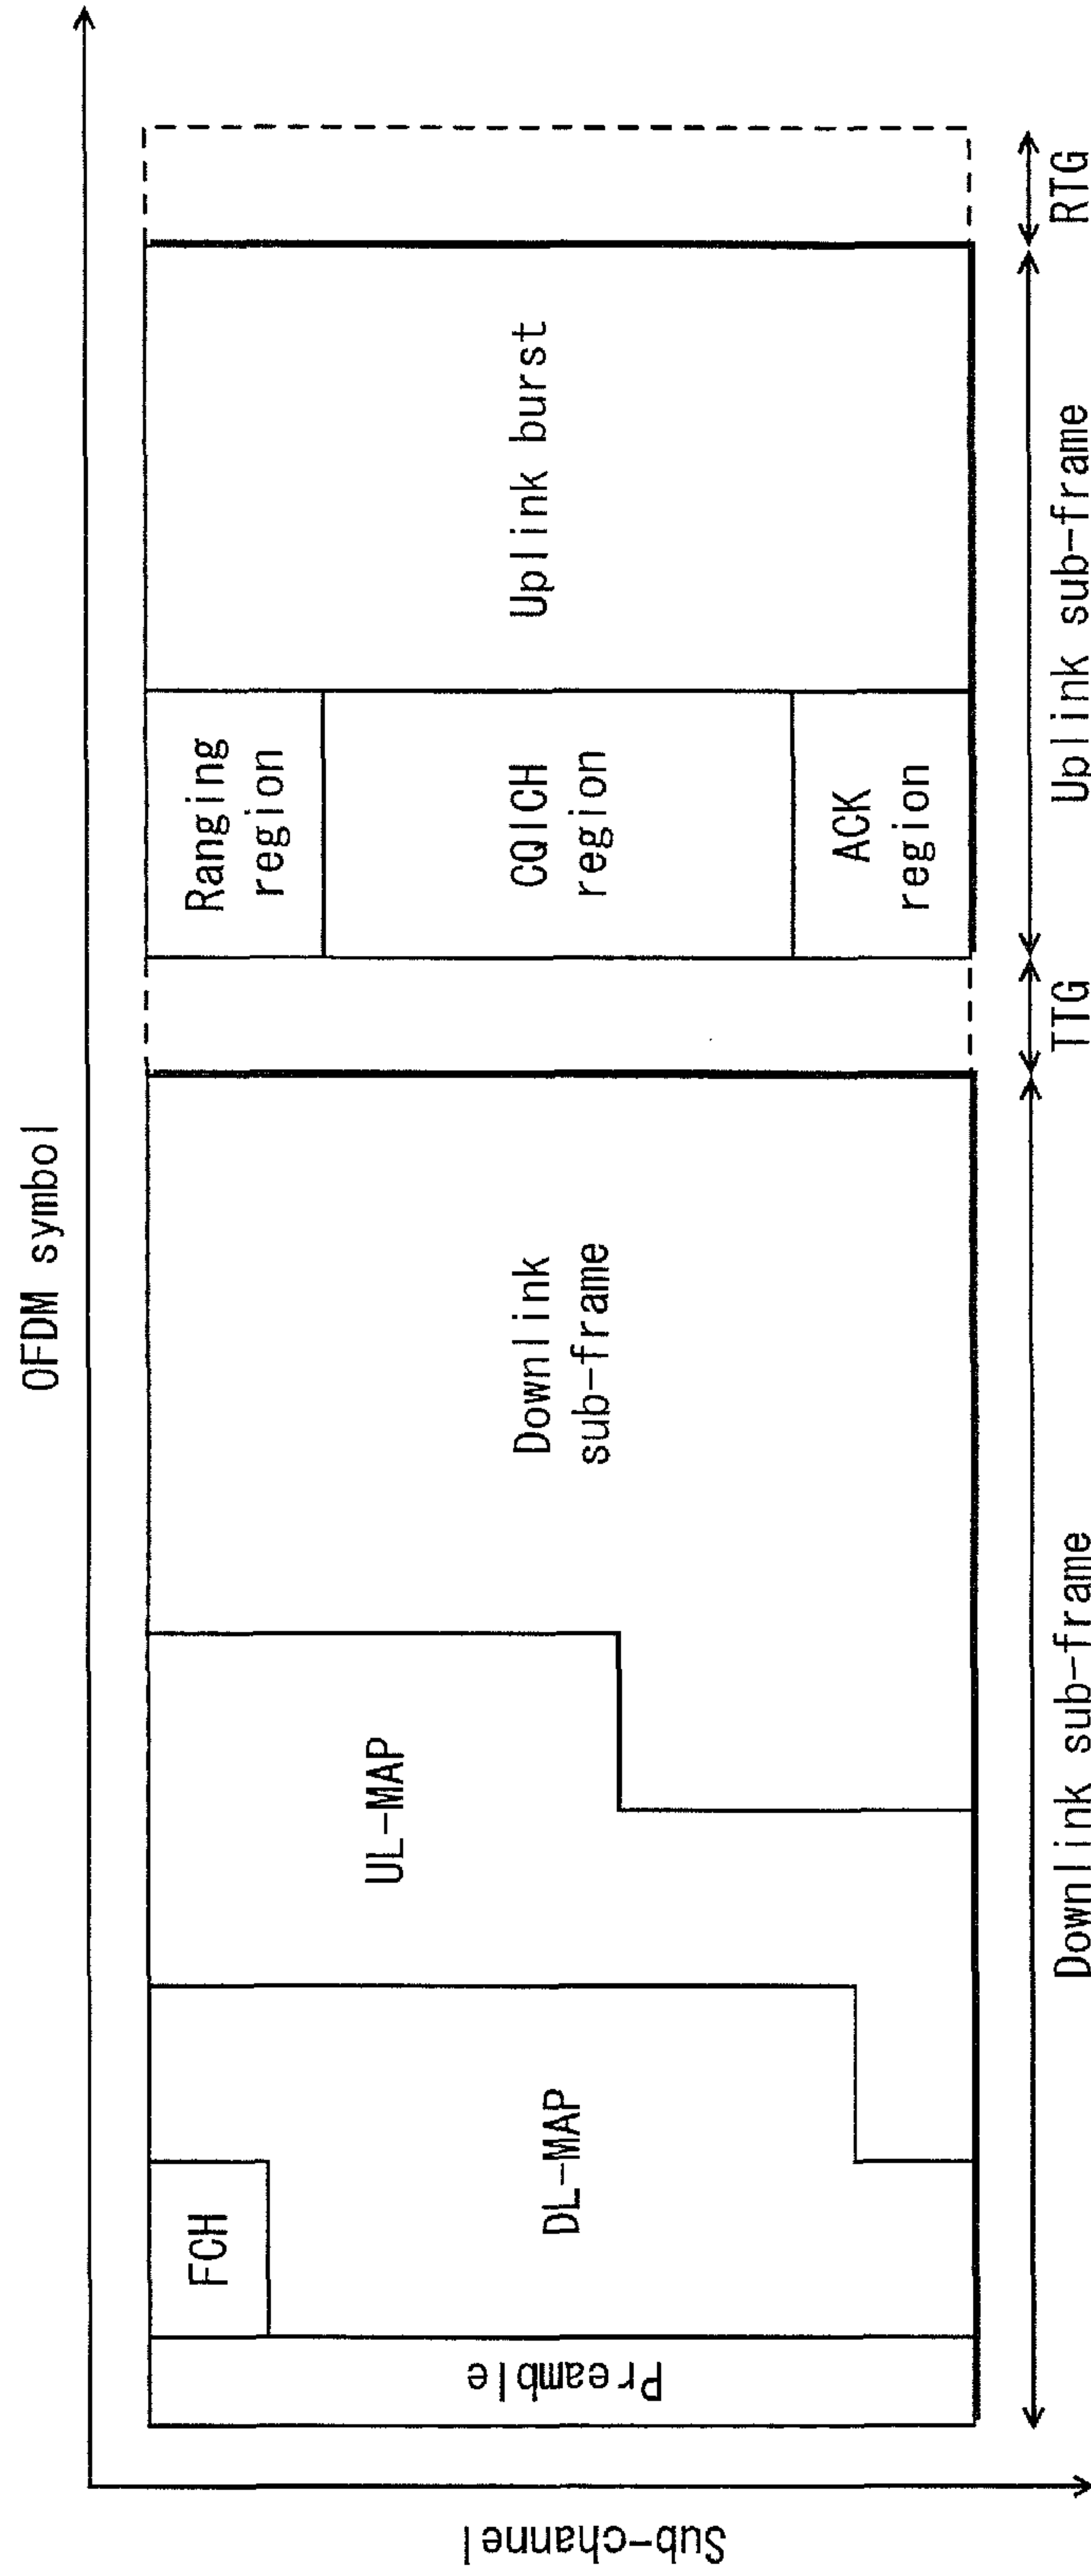 OFDM symbol
Sub-channel
Preamble
FCH
DL-MAP
UL-MAP
Downlink
sub-frame
Ranging
region
CQICH
region
ACK
region
Uplink burst
Downlink sub-frame
TTG
Uplink sub-frame
RTG